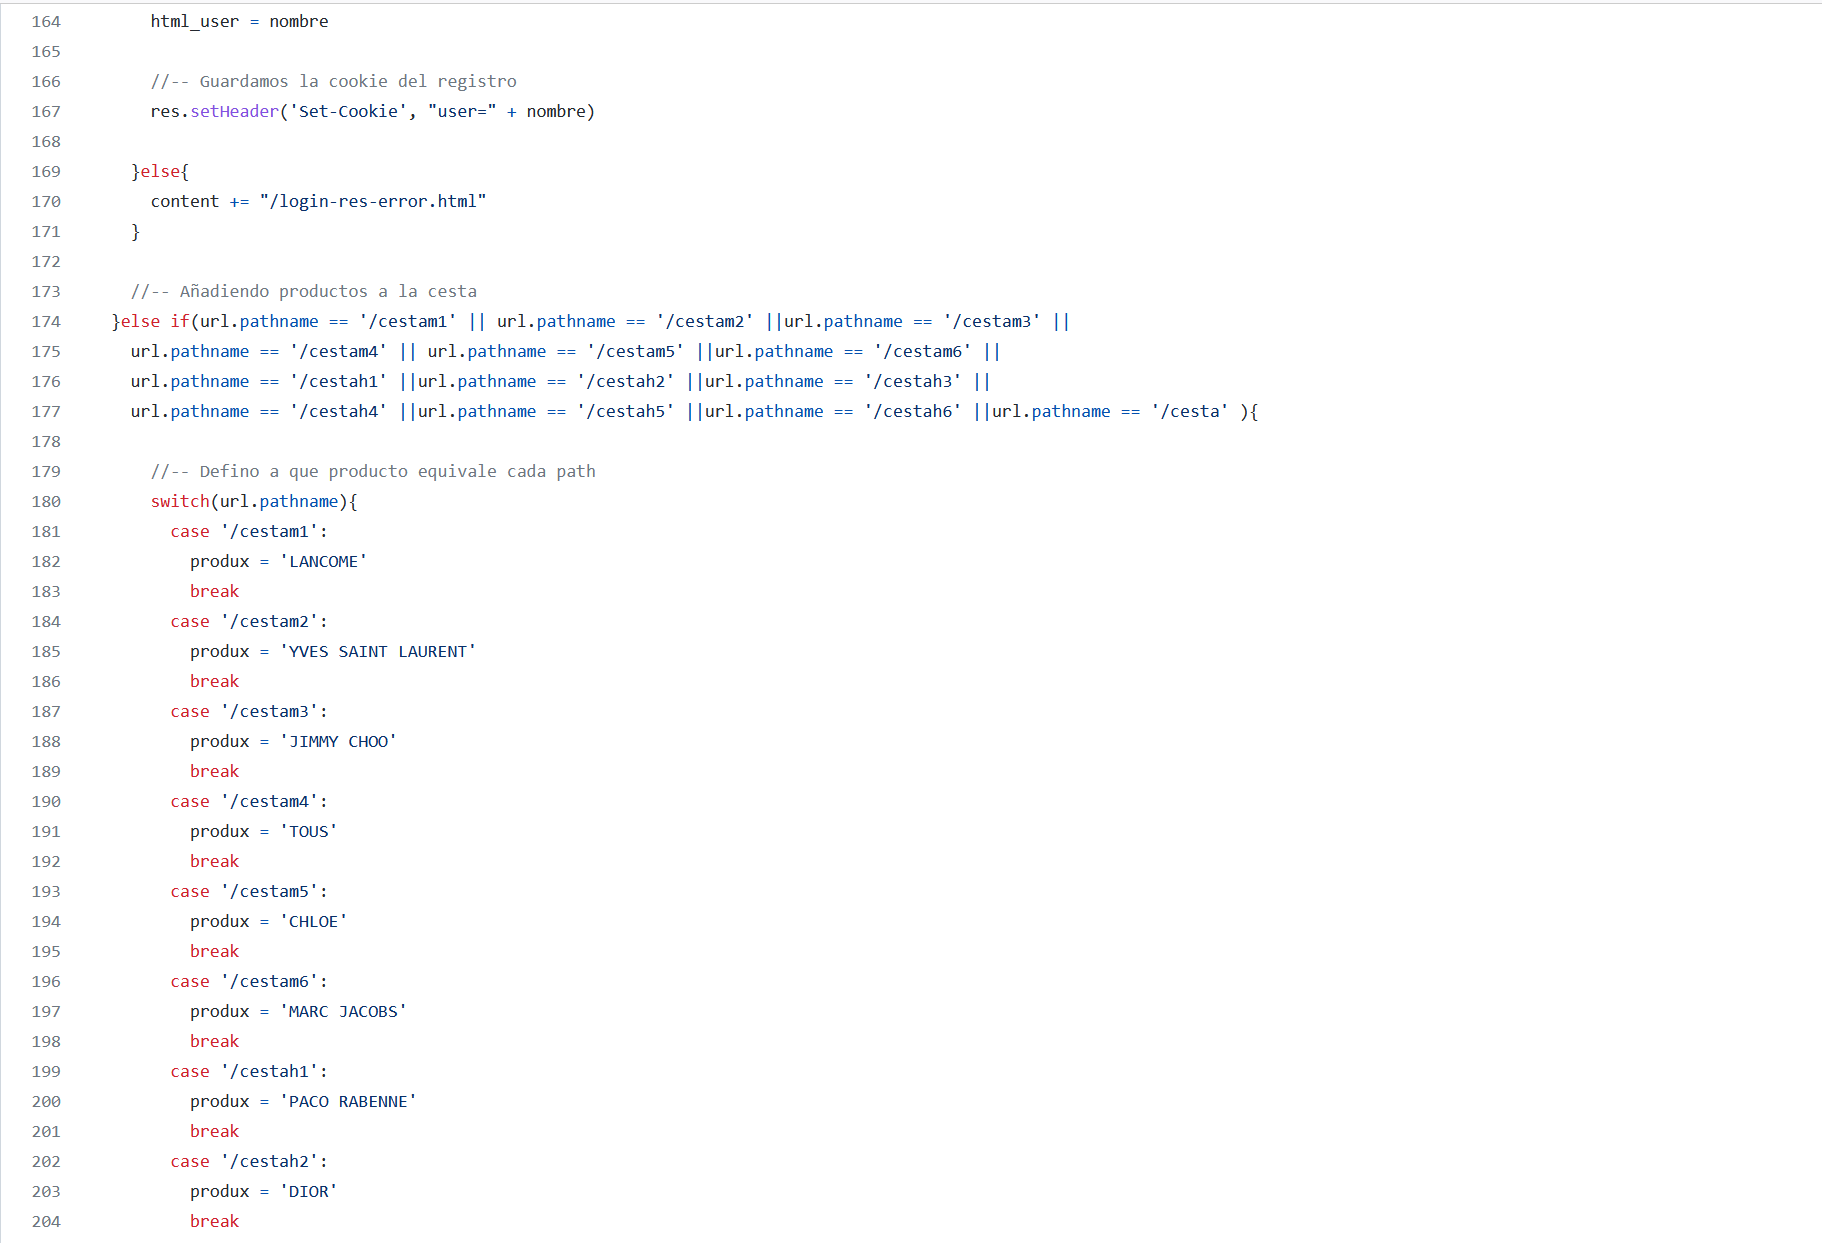 164 html_user = nombre
165
166 //-- Guardamos la cookie del registro
167 res.setHeader('Set-Cookie', "user=" + nombre)
168
169 }else{
170 content += "/login-res-error.html"
171 }
172
173 //-- Añadiendo productos a la cesta
174 }else if(url.pathname == '/cestam1' || url.pathname == '/cestam2' ||url.pathname == '/cestam3' ||
175 url.pathname == '/cestam4' || url.pathname == '/cestam5' ||url.pathname == '/cestam6' ||
176 url.pathname == '/cestah1' ||url.pathname == '/cestah2' ||url.pathname == '/cestah3' ||
177 url.pathname == '/cestah4' ||url.pathname == '/cestah5' ||url.pathname == '/cestah6' ||url.pathname == '/cesta' ){
178
179 //-- Defino a que producto equivale cada path
180 switch(url.pathname){
181 case '/cestam1':
182 produx = 'LANCOME'
183 break
184 case '/cestam2':
185 produx = 'YVES SAINT LAURENT'
186 break
187 case '/cestam3':
188 produx = 'JIMMY CHOO'
189 break
190 case '/cestam4':
191 produx = 'TOUS'
192 break
193 case '/cestam5':
194 produx = 'CHLOE'
195 break
196 case '/cestam6':
197 produx = 'MARC JACOBS'
198 break
199 case '/cestah1':
200 produx = 'PACO RABENNE'
201 break
202 case '/cestah2':
203 produx = 'DIOR'
204 break